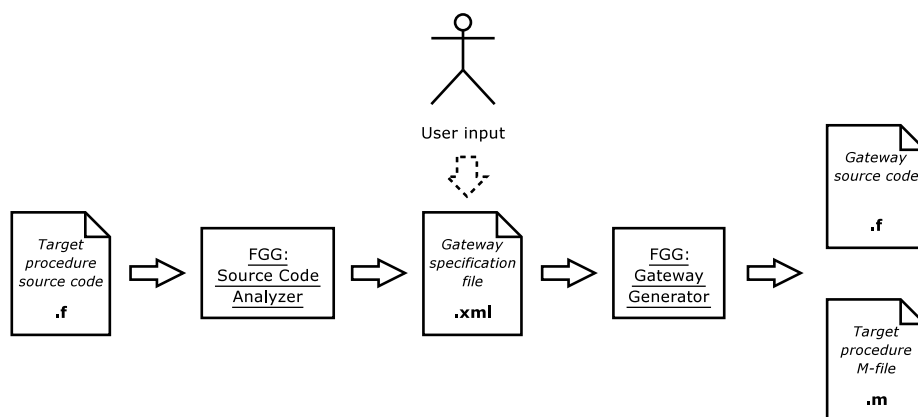 User input
Target
procedure
source code
.f
FGG:
Source Code
Analyzer
Gateway
specification
file
.xml
FGG:
Gateway
Generator
Gateway
source code
.f
Target
procedure
M-file
.m